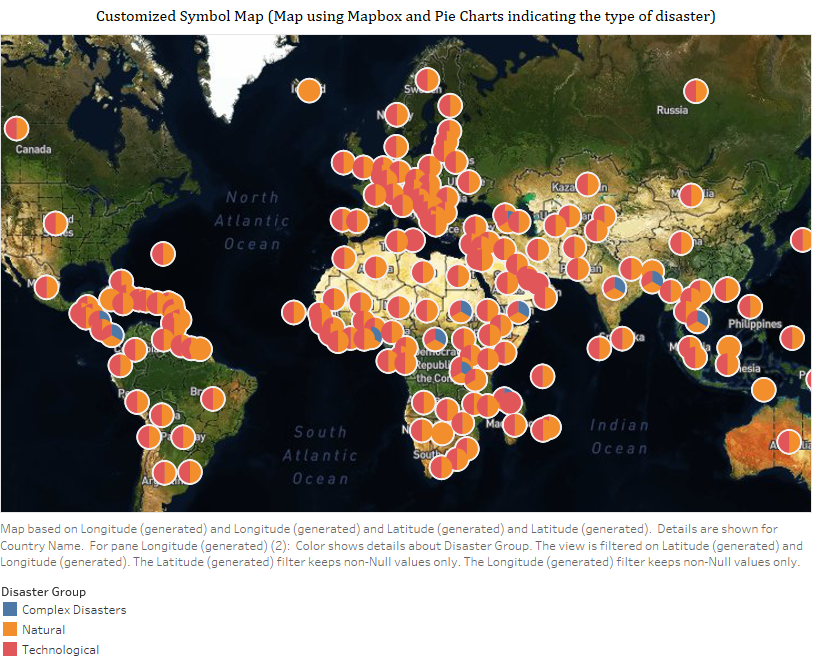 Customized Symbol Map (Map using Mapbox and Pie Charts indicating the type of disaster)
Russia
Canada
North
Atlantic
Ocean
Philippines
Republic
the Con
South
Atlantic
Ocean
Indian
Ocean
Map based on Longitude (generated) and Longitude (generated) and Latitude (generated) and Latitude (generated). Details are shown for
Country Name. For pane Longitude (generated) (2): Color shows details about Disaster Group. The view is filtered on Latitude (generated) and
Longitude (generated). The Latitude (generated) filter keeps non-Null values only. The Longitude (generated) filter keeps non-Null values only.
Disaster Group
Complex Disasters
Natural
Technological